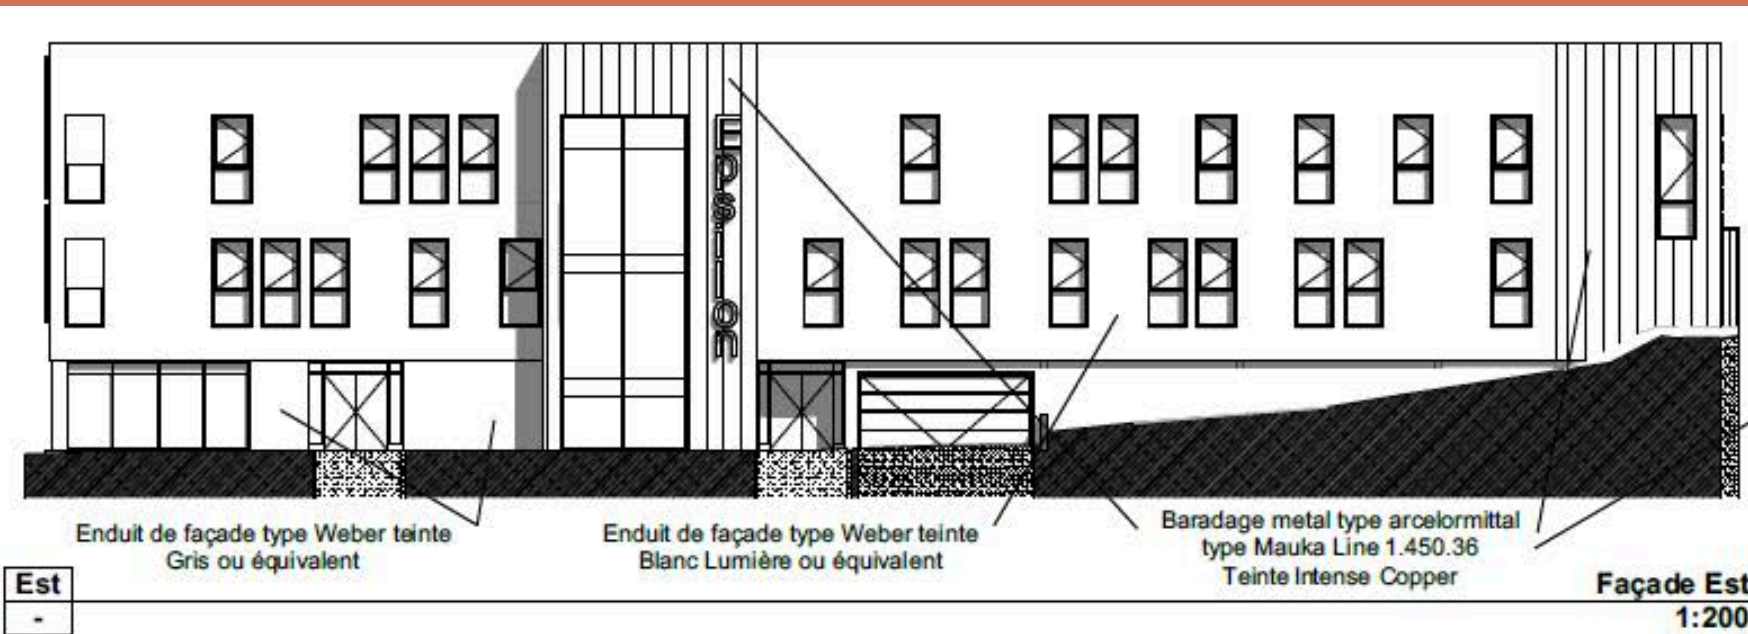 Epsilon
Enduit de façade type Weber teinte
Gris ou équivalent
Enduit de façade type Weber teinte
Blanc Lumière ou équivalent
Baradage metal type arcelormittal
type Mauka Line 1.450.36
Teinte Intense Copper
Est
-
Façade Est
1:200